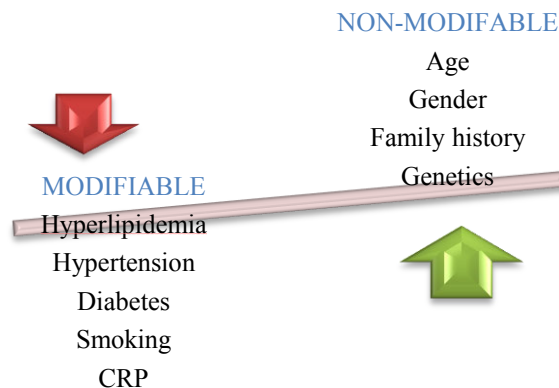 NON-MODIFABLE
Age
Gender
Family history
Genetics
MODIFIABLE
Hyperlipidemia
Hypertension
Diabetes
Smoking
CRP